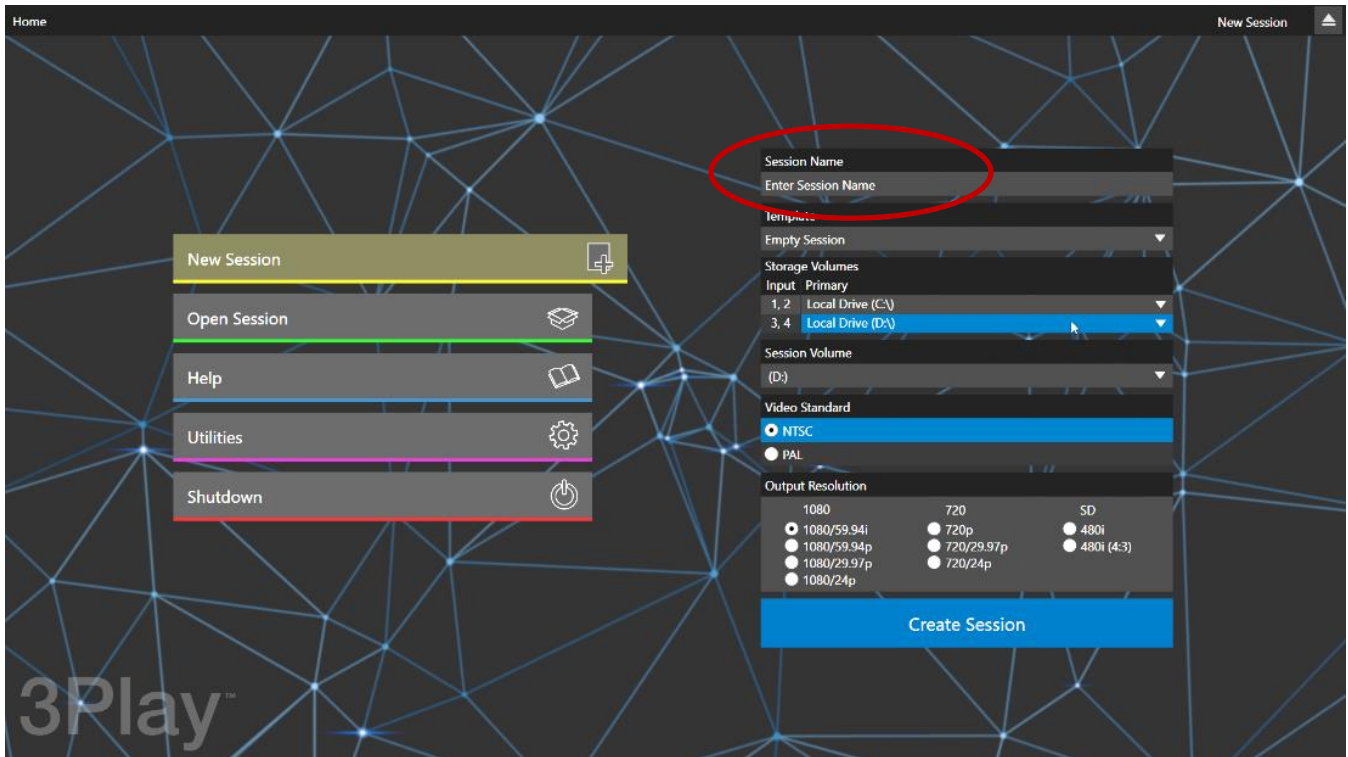 Home
New Session
Session Name
Enter Session Name
Template
Empty Session
Storage Volumes
Input Primary
1, 2 Local Drive (C:\)
3, 4 Local Drive (D:\)
Session Volume
(D:)
Video Standard
NTSC
PAL
Output Resolution
1080 720 SD
1080/59.94i 720p 480i
1080/59.94p 720/29.97p 480i (4:3)
1080/29.97p 720/24p
1080/24p
Create Session
New Session
Open Session
Help
Utilities
Shutdown
3Play™